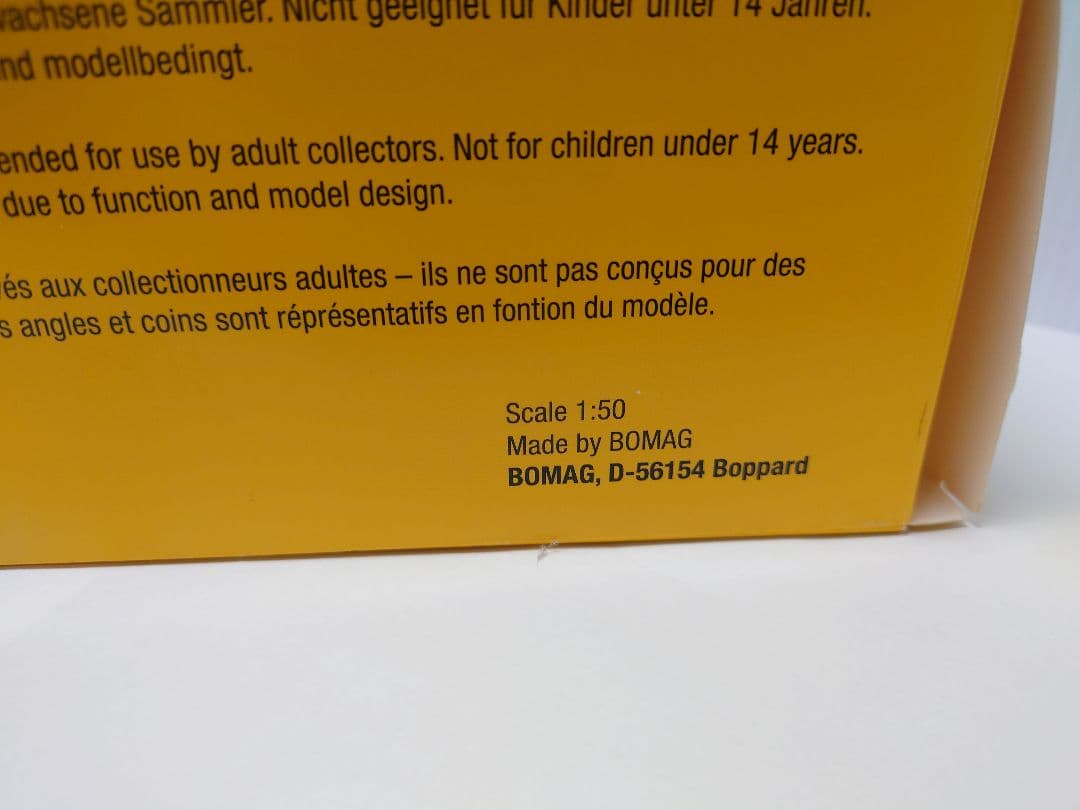 vachsene Sammler. Nicht geeignet für Kinder unter 14 Jahren.
nd modellbedingt.
ended for use by adult collectors. Not for children under 14 years.
due to function and model design.
vés aux collectionneurs adultes – ils ne sont pas conçus pour des
s angles et coins sont réprésentatifs en fontion du modèle.
Scale 1:50
Made by BOMAG
BOMAG, D-56154 Boppard